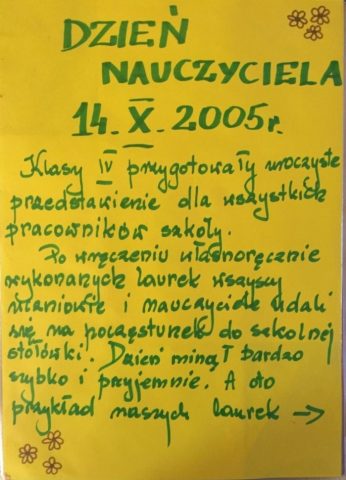 DZIEŃ
NAUCZYCIELA
14. X. 2005r.
Klasy IV przygotowały uroczyste
przedstawienie dla wszystkich
pracowników szkoły.
Po wręczeniu własnoręcznie
wykonanych laurek wszyscy
uczniowie i nauczyciele udali
się na poczęstunek do szkolnej
stołówki. Dzień minął bardzo
szybko i przyjemnie. A oto
przykład naszych laurek →